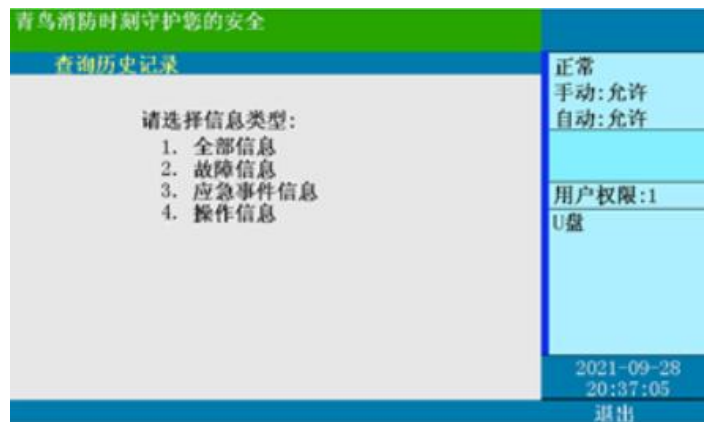 青鸟消防时刻守护您的安全
查询历史记录
请选择信息类型:
1. 全部信息
2. 故障信息
3. 应急事件信息
4. 操作信息
正常
手动:允许
自动:允许
用户权限:1
U盘
2021-09-28
20:37:05
退出